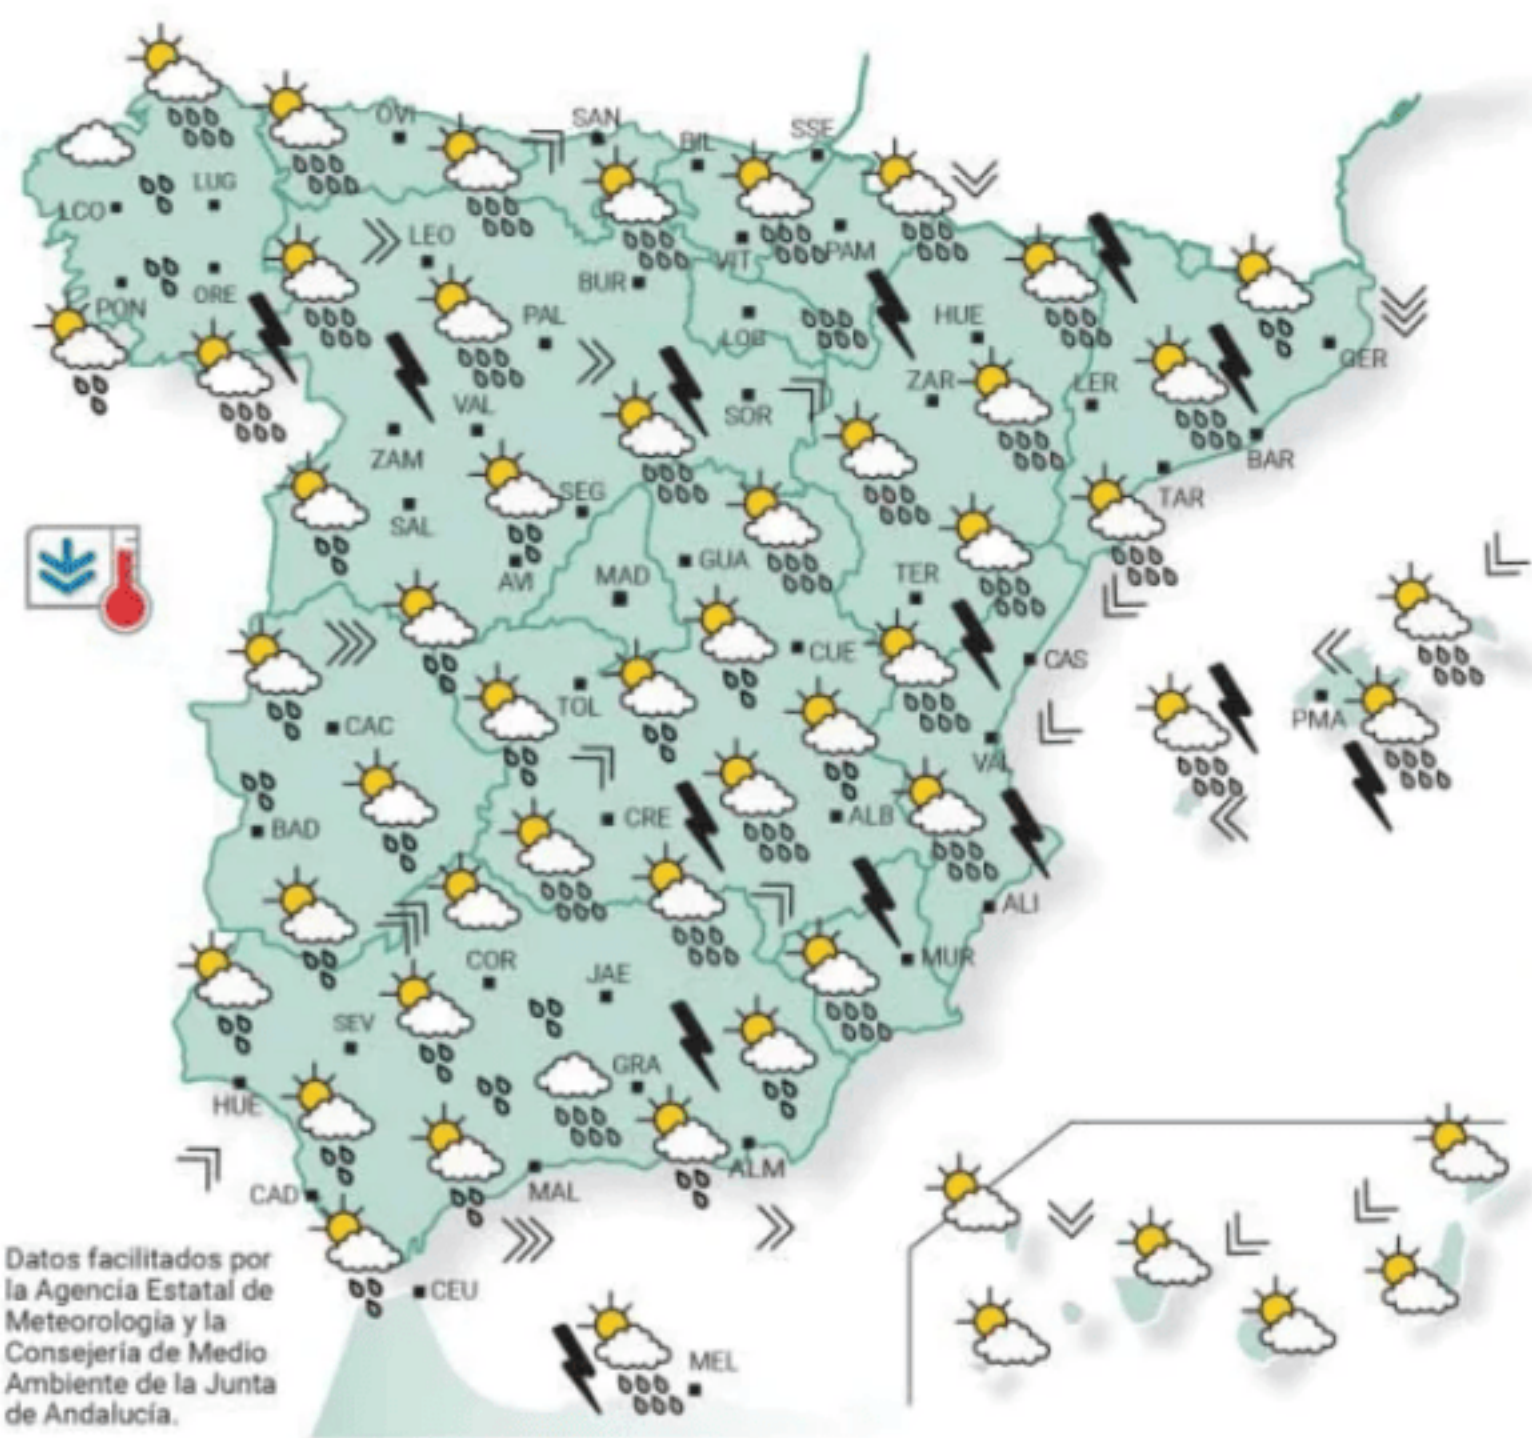 OVI
SAN
BIL
SSE
LUG
LCO
LEO
VIT
PAM
BUR
PON
ORE
PAL
LOG
HUE
GER
ZAR
LER
VAL
SOR
ZAM
BAR
SEG
TAR
SAL
AVI
MAD
GUA
TER
CUE
CAS
TOL
CAC
PMA
VAL
BAD
CRE
ALB
ALI
COR
JAE
MUR
SEV
GRA
HUE
ALM
CAD
MAL
CEU
MEL
Datos facilitados por
la Agencia Estatal de
Meteorología y la
Consejería de Medio
Ambiente de la Junta
de Andalucía.